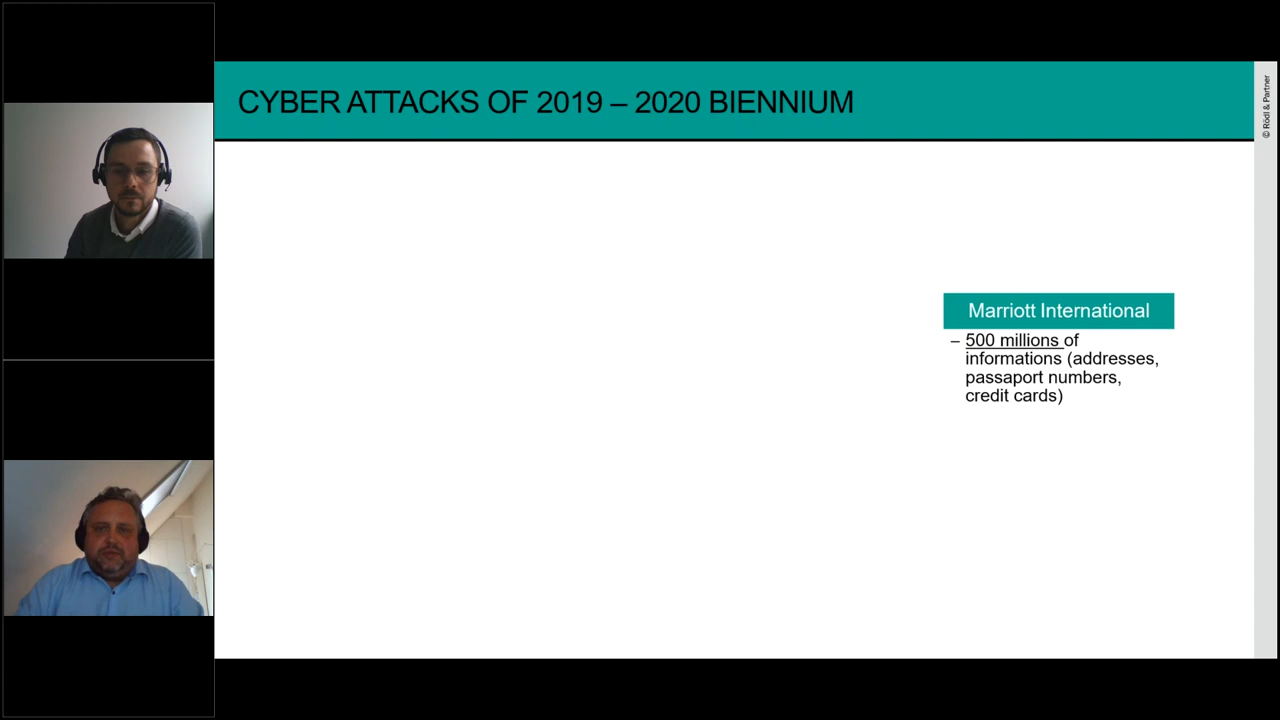 CYBER ATTACKS OF 2019 – 2020 BIENNIUM
© Rödl & Partner
Marriott International
– 500 millions of
informations (addresses,
passaport numbers,
credit cards)